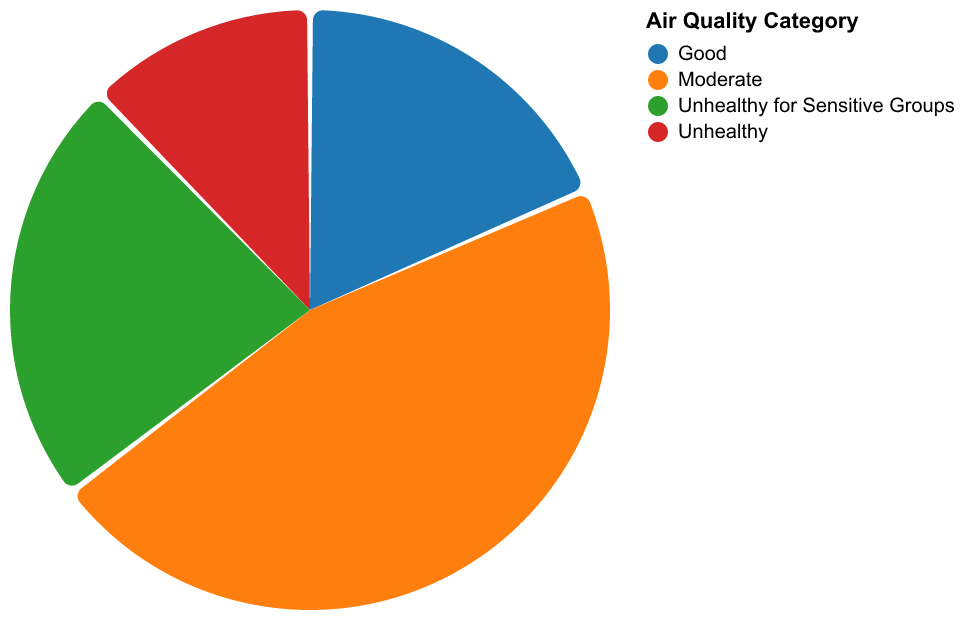 Air Quality Category
Good
Moderate
Unhealthy for Sensitive Groups
Unhealthy